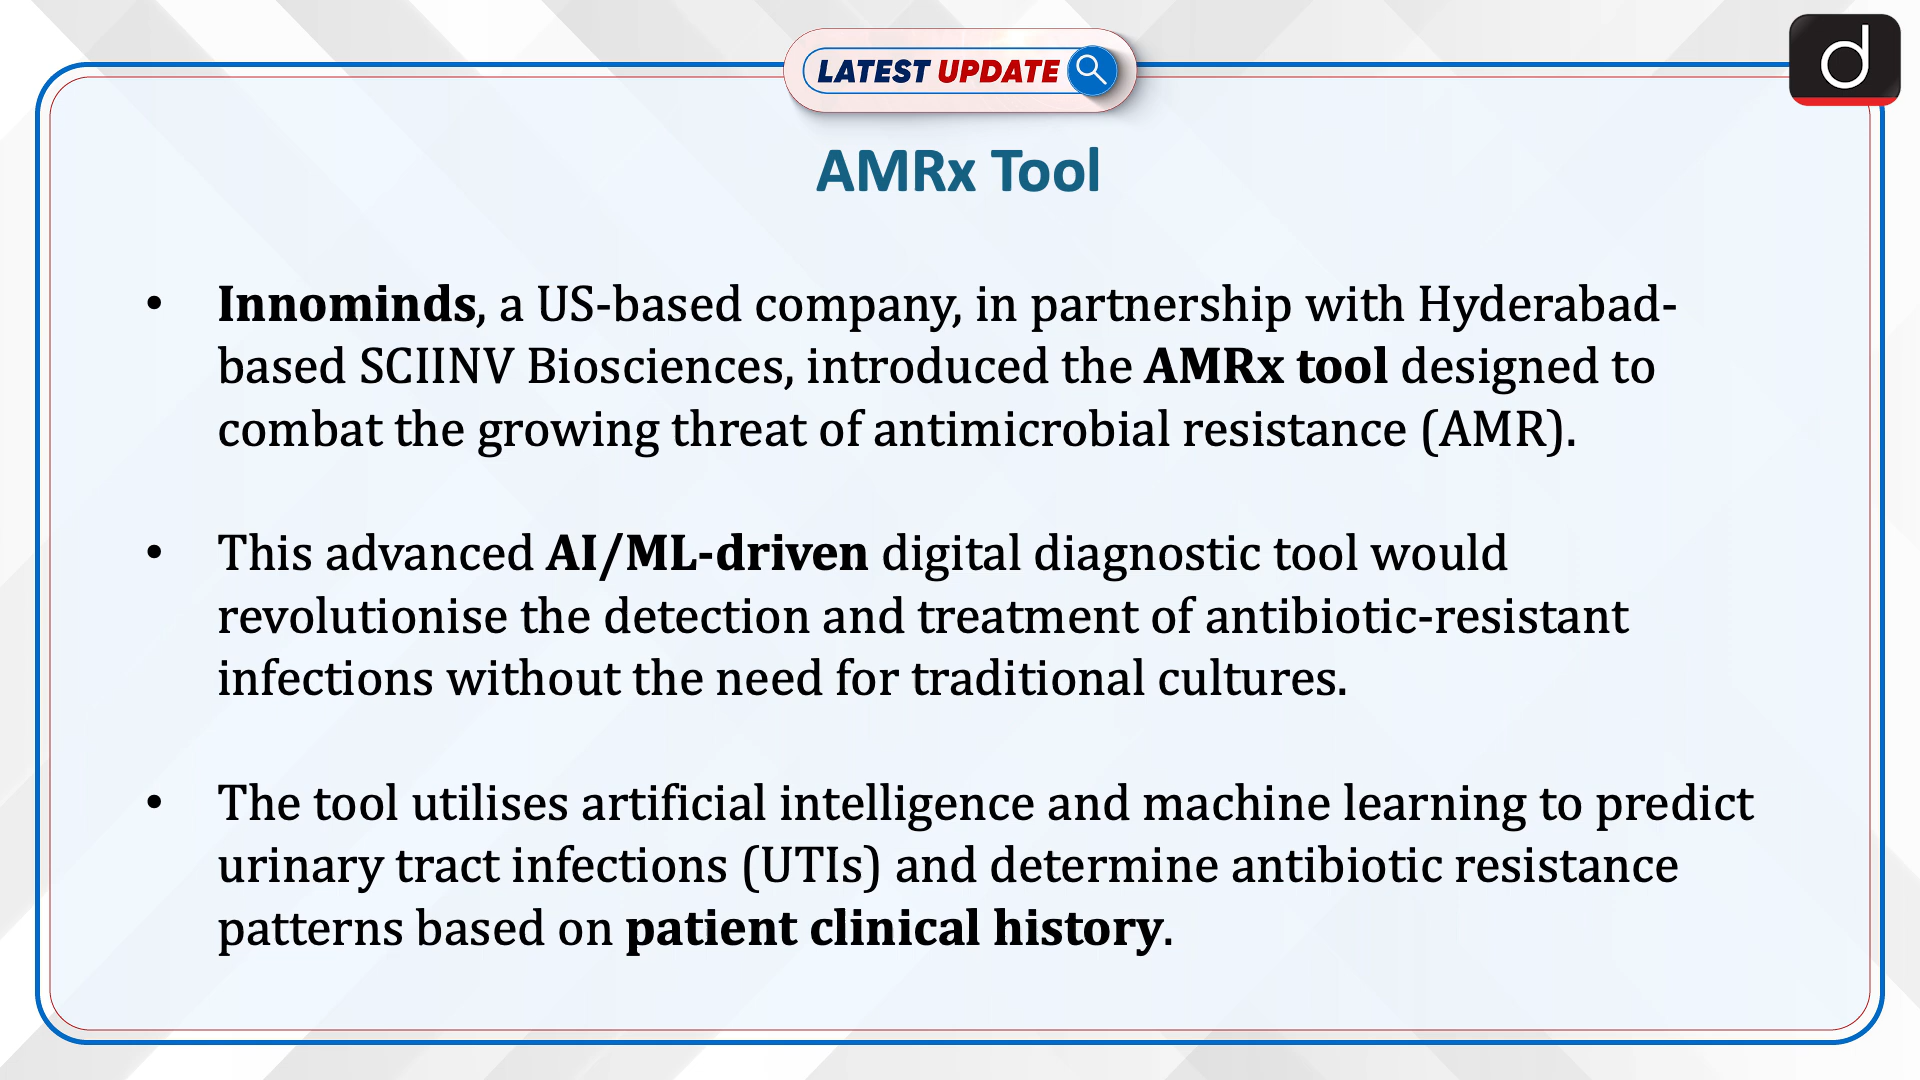 LATEST UPDATE
d
AMRx Tool
• Innominds, a US-based company, in partnership with Hyderabad-
based SCIINV Biosciences, introduced the AMRx tool designed to
combat the growing threat of antimicrobial resistance (AMR).
• This advanced AI/ML-driven digital diagnostic tool would
revolutionise the detection and treatment of antibiotic-resistant
infections without the need for traditional cultures.
• The tool utilises artificial intelligence and machine learning to predict
urinary tract infections (UTIs) and determine antibiotic resistance
patterns based on patient clinical history.